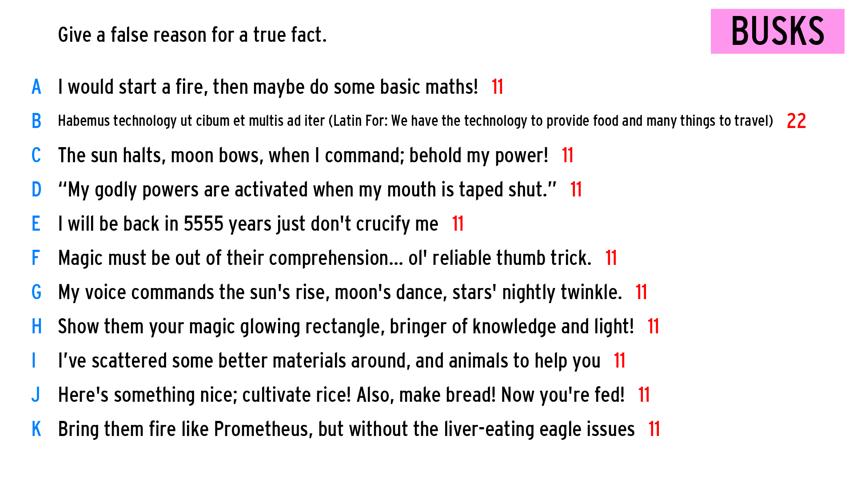 Give a false reason for a true fact.
BUSKS
A I would start a fire, then maybe do some basic maths! 11
B Habemus technology ut cibum et multis ad iter (Latin For: We have the technology to provide food and many things to travel) 22
C The sun halts, moon bows, when I command; behold my power! 11
D “My godly powers are activated when my mouth is taped shut.” 11
E I will be back in 5555 years just don't crucify me 11
F Magic must be out of their comprehension... ol' reliable thumb trick. 11
G My voice commands the sun's rise, moon's dance, stars' nightly twinkle. 11
H Show them your magic glowing rectangle, bringer of knowledge and light! 11
I I’ve scattered some better materials around, and animals to help you 11
J Here's something nice; cultivate rice! Also, make bread! Now you're fed! 11
K Bring them fire like Prometheus, but without the liver-eating eagle issues 11